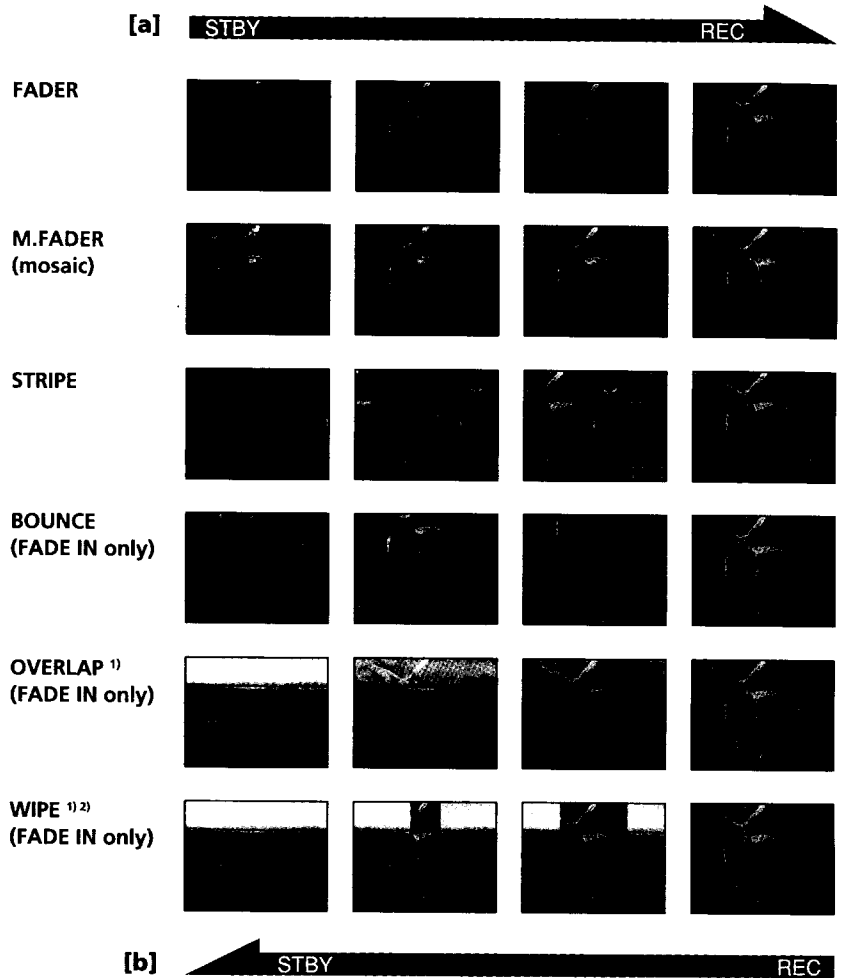 [a] STBY REC
FADER
M.FADER
(mosaic)
STRIPE
BOUNCE
(FADE IN only)
OVERLAP 1)
(FADE IN only)
WIPE 1) 2)
(FADE IN only)
[b] STBY REC